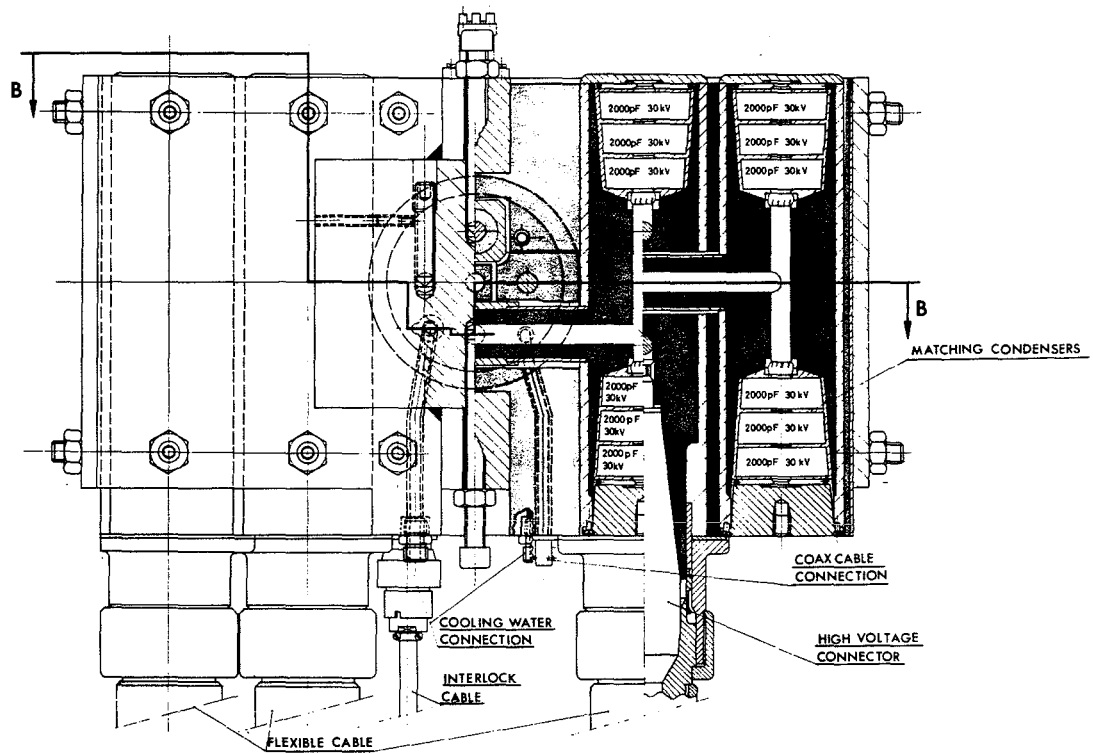 B
2000pF 30kV
2000pF 30kV
2000pF 30kV
2000pF 30kV
2000pF 30kV
2000pF 30kV
B
MATCHING CONDENSERS
2000pF
30kV
2000pF
30kV
2000pF
30kV
2000pF 30kV
2000pF 30kV
2000pF 30kV
COAX CABLE
CONNECTION
COOLING WATER
CONNECTION
HIGH VOLTAGE
CONNECTOR
INTERLOCK
CABLE
FLEXIBLE CABLE